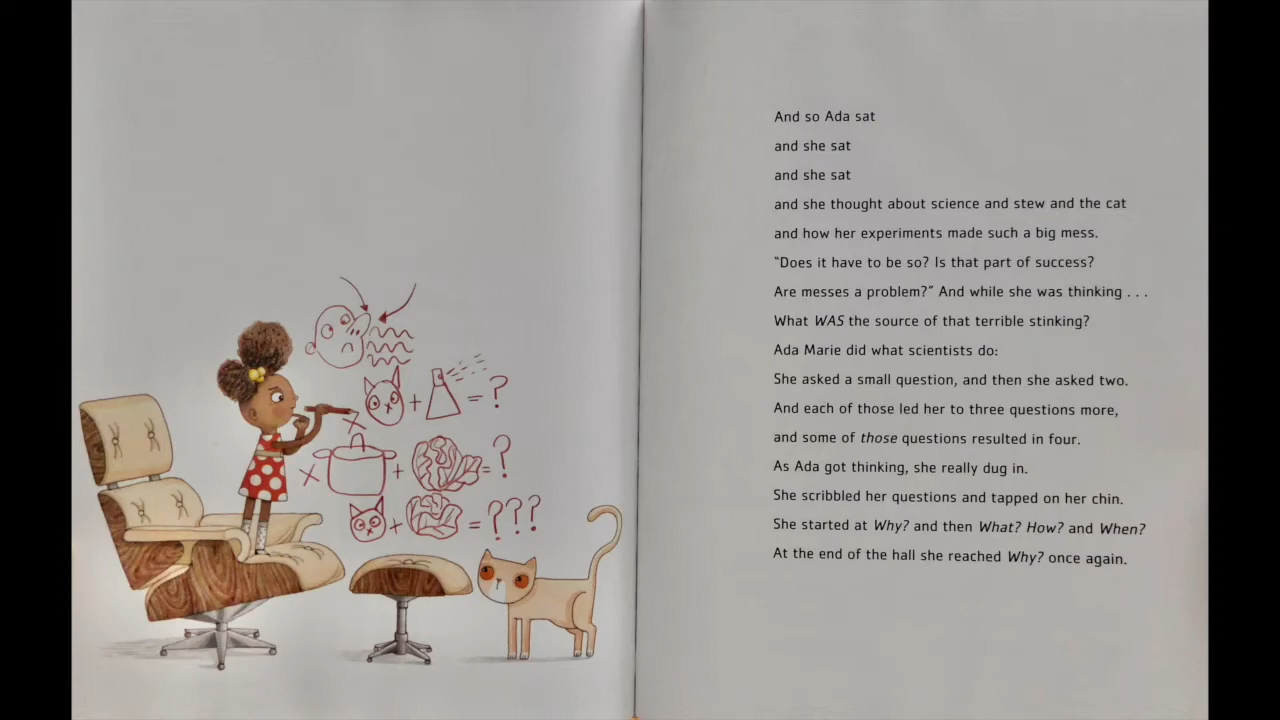 + = ?
x + = ?
+ = ???
And so Ada sat
and she sat
and she sat
and she thought about science and stew and the cat
and how her experiments made such a big mess.
“Does it have to be so? Is that part of success?
Are messes a problem?” And while she was thinking . . .
What WAS the source of that terrible stinking?
Ada Marie did what scientists do:
She asked a small question, and then she asked two.
And each of those led her to three questions more,
and some of those questions resulted in four.
As Ada got thinking, she really dug in.
She scribbled her questions and tapped on her chin.
She started at Why? and then What? How? and When?
At the end of the hall she reached Why? once again.